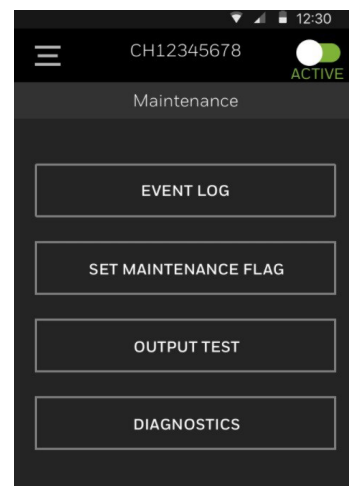 12:30
CH12345678
ACTIVE
Maintenance
EVENT LOG
SET MAINTENANCE FLAG
OUTPUT TEST
DIAGNOSTICS